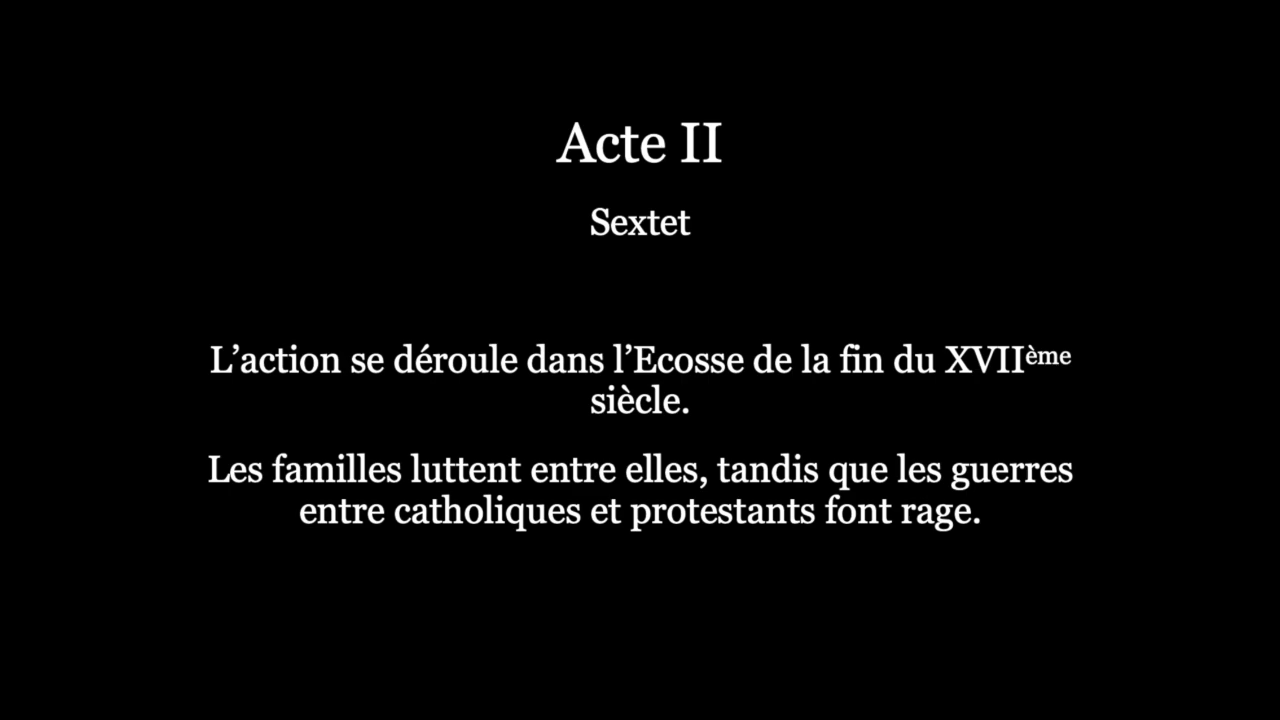 Acte II
Sextet
L’action se déroule dans l’Ecosse de la fin du XVIIème
siècle.
Les familles luttent entre elles, tandis que les guerres
entre catholiques et protestants font rage.